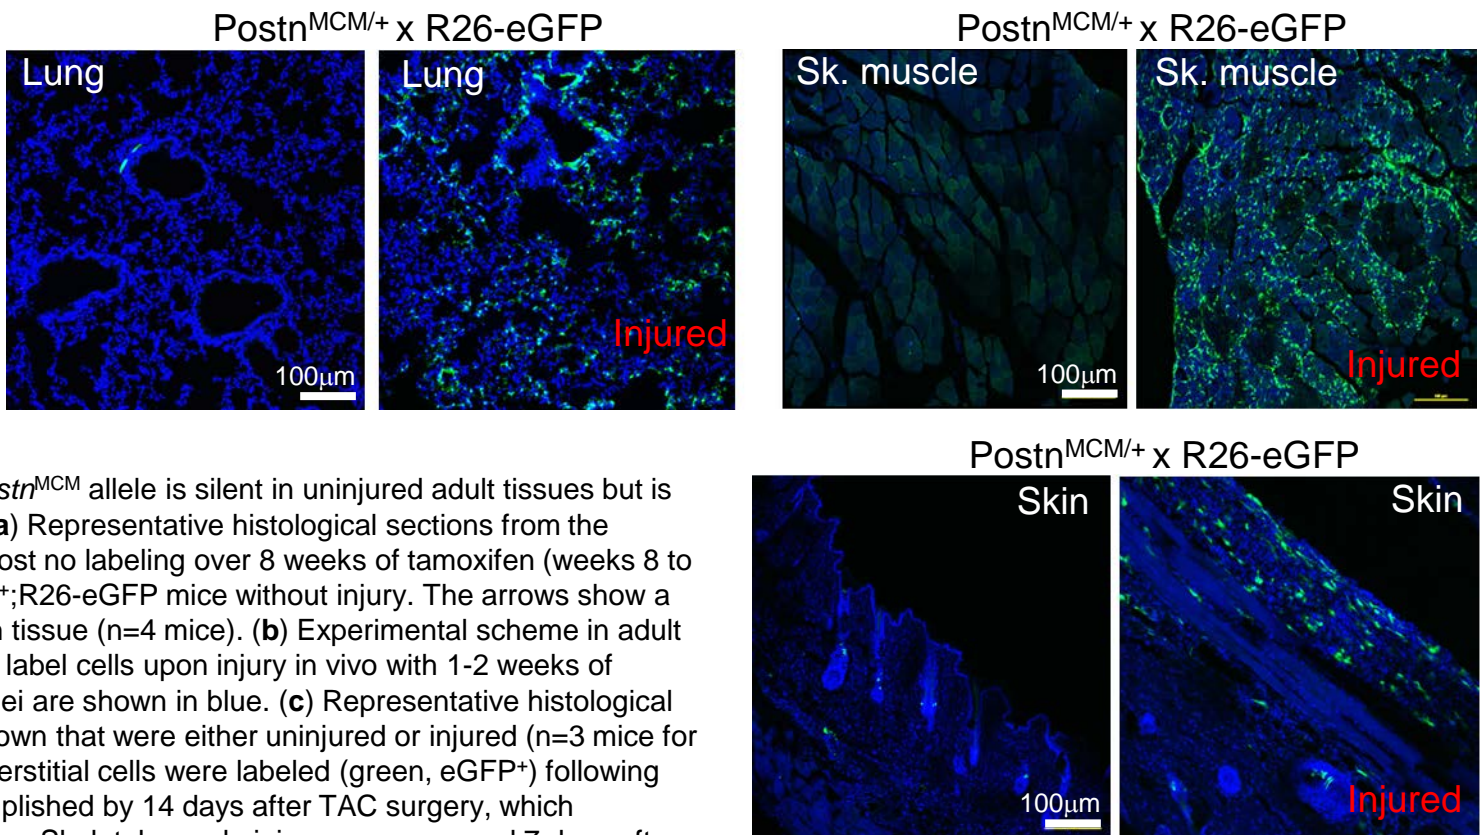 Postn^MCM/+ x R26-eGFP
Lung
Lung
Injured
100μm
Postn^MCM/+ x R26-eGFP
Sk. muscle
Sk. muscle
100μm
Injured
Postn^MCM/+ x R26-eGFP
Skin
Skin
100μm
Injured
stn^MCM allele is silent in uninjured adult tissues but is
a) Representative histological sections from the
ost no labeling over 8 weeks of tamoxifen (weeks 8 to
+;R26-eGFP mice without injury. The arrows show a
tissue (n=4 mice). (b) Experimental scheme in adult
label cells upon injury in vivo with 1-2 weeks of
ei are shown in blue. (c) Representative histological
own that were either uninjured or injured (n=3 mice for
erstitial cells were labeled (green, eGFP+) following
plished by 14 days after TAC surgery, which